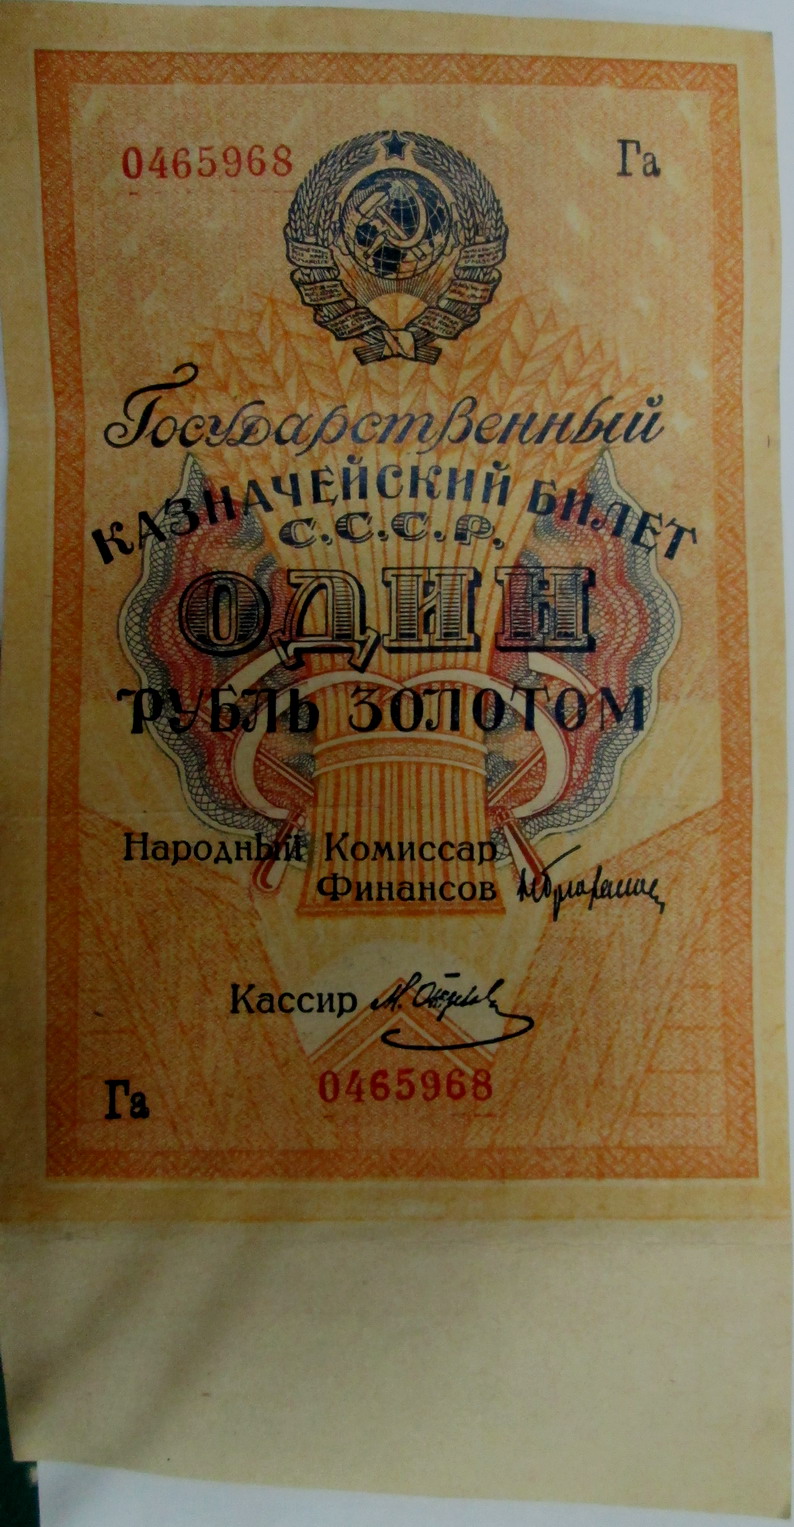 0465968
Га
Государственный
КАЗНАЧЕЙСКИЙ БИЛЕТ
С.С.С.Р.
ОДИН
РУБЛЬ ЗОЛОТОМ
Народный Комиссар
Финансов
Кассир
0465968
Га